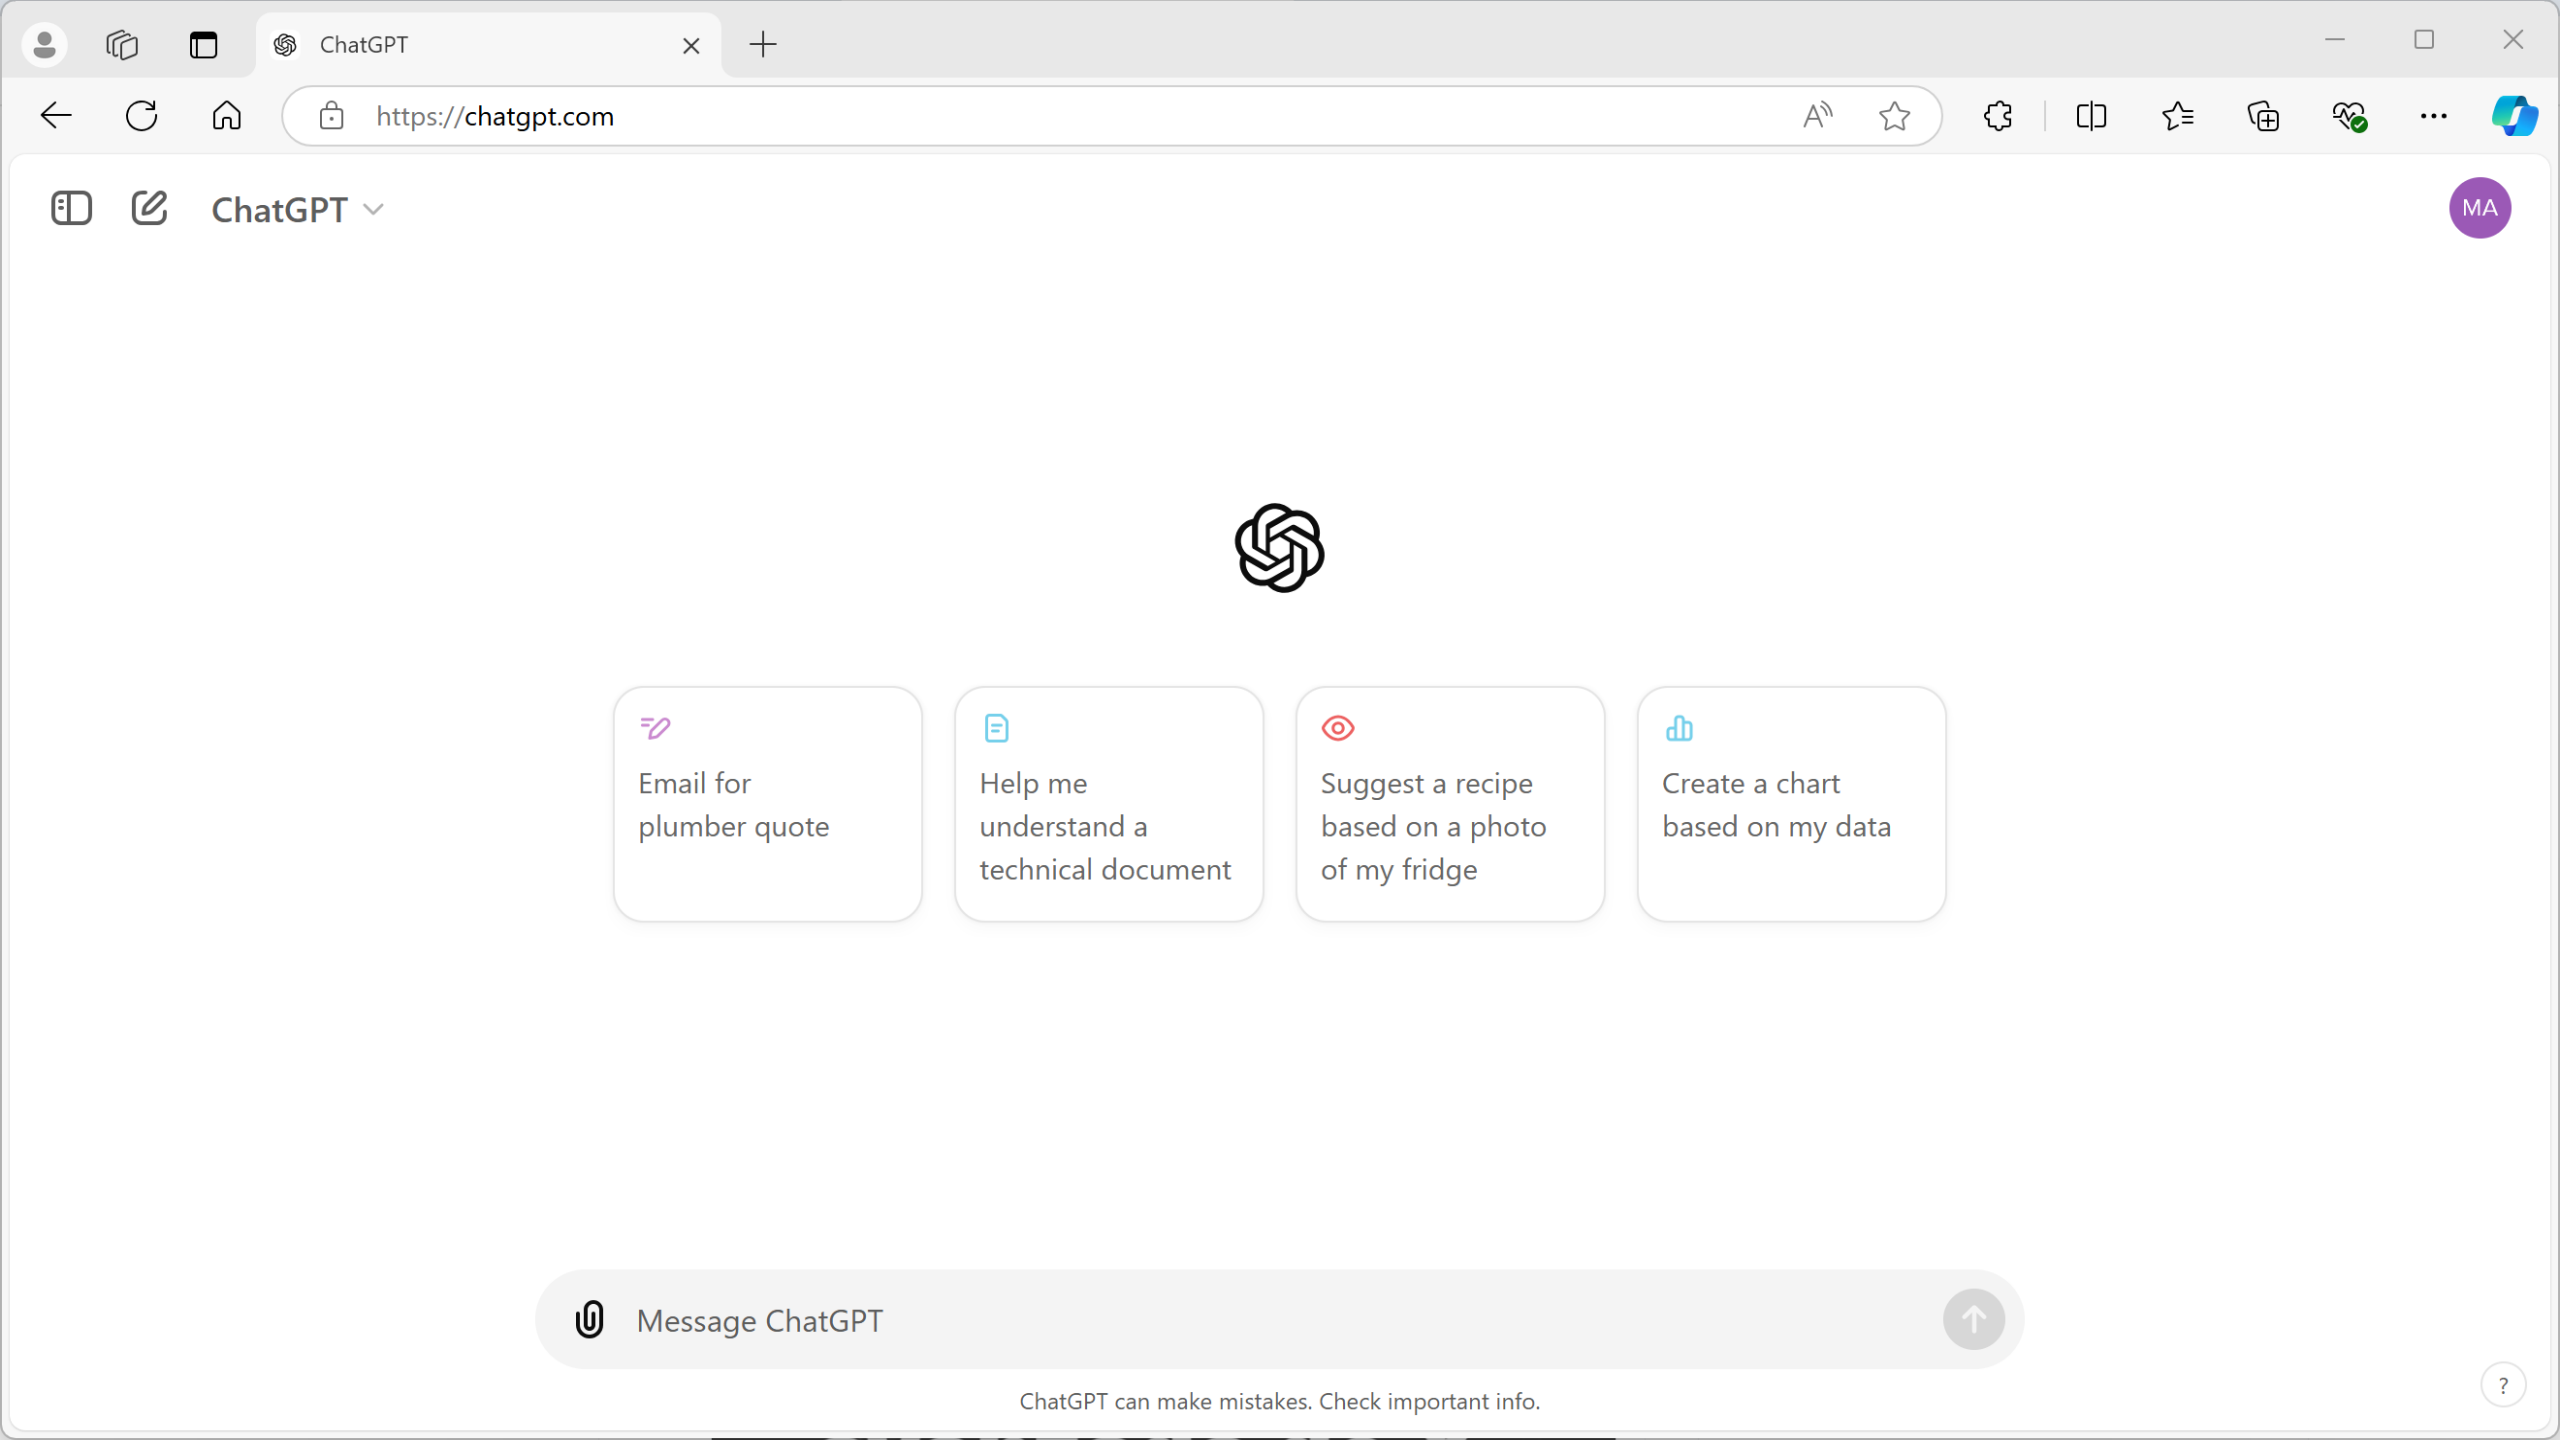 ChatGPT
https://chatgpt.com
ChatGPT
MA
Email for
plumber quote
Help me
understand a
technical document
Suggest a recipe
based on a photo
of my fridge
Create a chart
based on my data
Message ChatGPT
ChatGPT can make mistakes. Check important info.
?